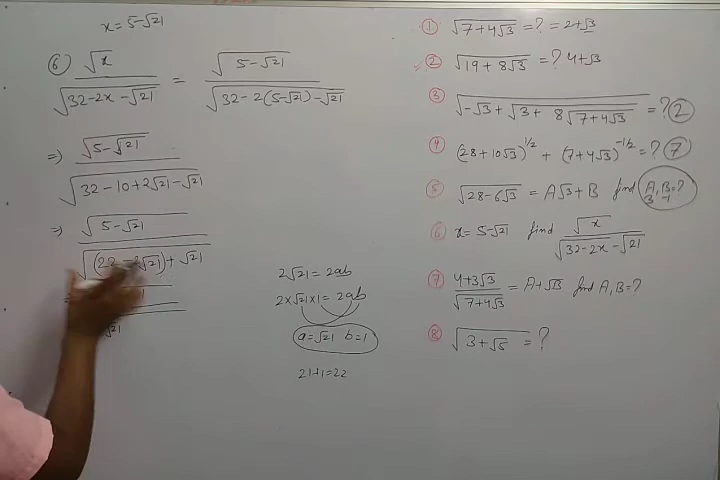 x = 5-√21
⑥ √x / √(32-2x-√21) = √(5-√21) / √(32-2(5-√21)-√21)
⇒ √(5-√21) / √(32-10+2√21-√21)
⇒ √(5-√21) / √(22 2√21)+√21
√21
2√21 = 2ab
2×√21×1 = 2ab
a=√21 b=1
21+1=22
① √(7+4√3) = ? = 2+√3
② √(19+8√3) = ? 4+√3
③ √(-√3+√(3+8√(7+4√3))) = ? ②
④ (28+10√3)^1/2 + (7+4√3)^-1/2 = ? ⑦
⑤ √(28-6√3) = A√3+B find A,B=?
3 -1
⑥ x=5-√21 find √x / √(32-2x)-√21
⑦ 4+3√3 / √(7+4√3) = A+√B find A,B=?
⑧ √(3+√5) = ?